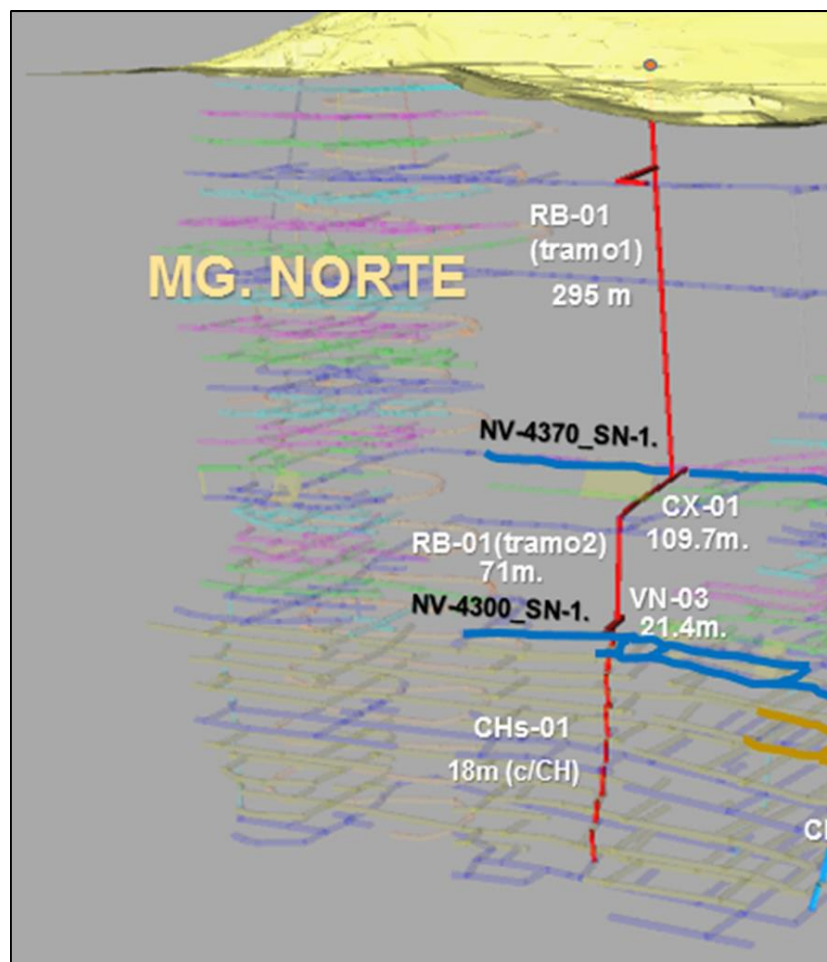 RB-01
(tramo1)
295 m
MG. NORTE
NV-4370_SN-1.
CX-01
109.7m.
RB-01(tramo2)
71m.
VN-03
21.4m.
NV-4300_SN-1.
CHs-01
18m (c/CH)